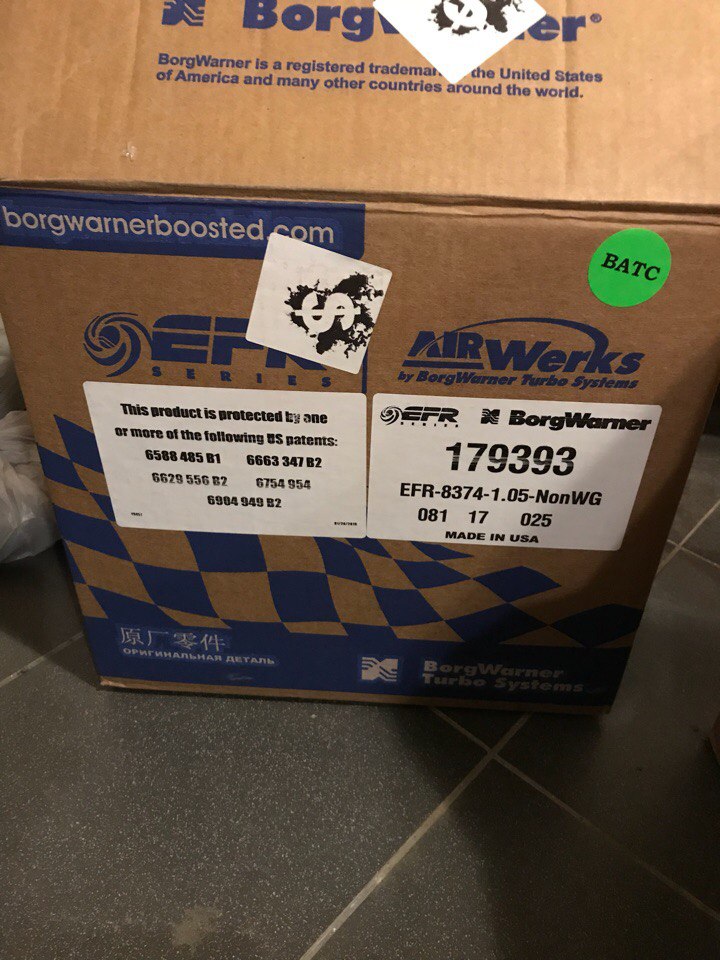 BorgWarner is a registered trademar the United States
of America and many other countries around the world.
borgwarnerboosted.com
BATC
$
EFR
SERIES
AIRWerks
by BorgWarner Turbo Systems
This product is protected by one
or more of the following US patents:
6588 485 B1 6663 347 B2
6629 556 B2 6754 954
6904 949 B2
EFR SERIES BorgWarner
179393
EFR-8374-1.05-NonWG
081 17 025
MADE IN USA
原厂零件
ОРИГИНАЛЬНАЯ ДЕТАЛЬ
BorgWarner
Turbo Systems